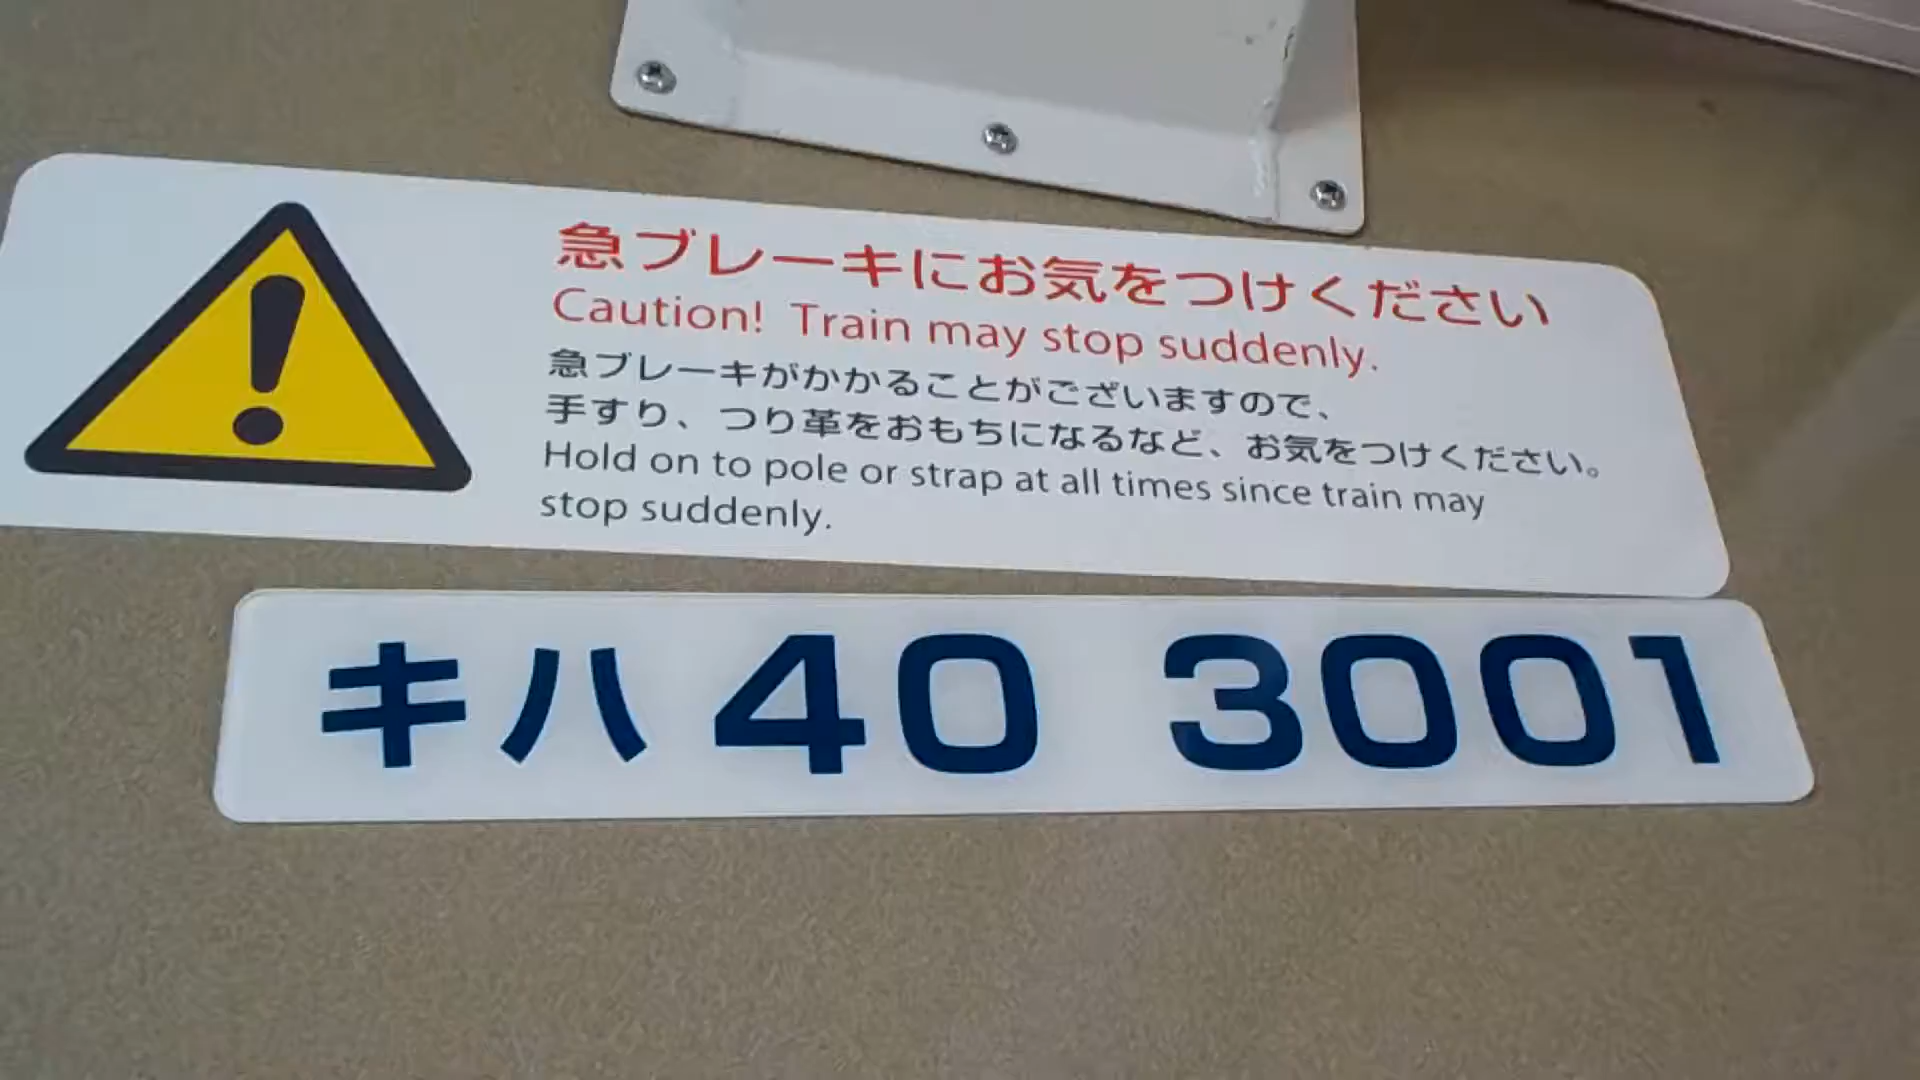 急ブレーキにお気をつけください
Caution! Train may stop suddenly.
急ブレーキがかかることがございますので、
手すり、つり革をおもちになるなど、お気をつけください。
Hold on to pole or strap at all times since train may
stop suddenly.
キハ40 3001